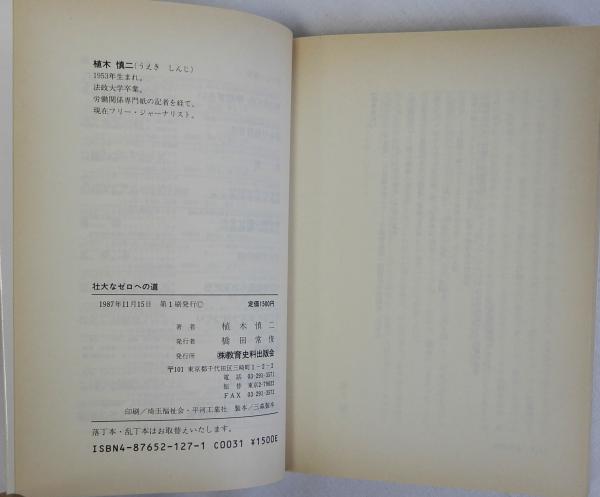 植木 慎二(うえき しんじ)
1953年生まれ。
法政大学卒業。
労働関係専門紙の記者を経て、
現在フリー・ジャーナリスト。
壮大なゼロへの道
1987年11月15日 第1刷発行Ⓒ 定価1500円
著者 植木慎二
発行者 橋田常俊
発行所 ㈱教育史料出版会
〒101 東京都千代田区三崎町1-2-2
電話 03-291-3571
振替 東京2-79022
FAX 03-291-3572
印刷/埼玉福祉会・平河工業社 製本/三森製本
落丁本・乱丁本はお取替えいたします。
ISBN4-87652-127-1 C0031 ¥1500E